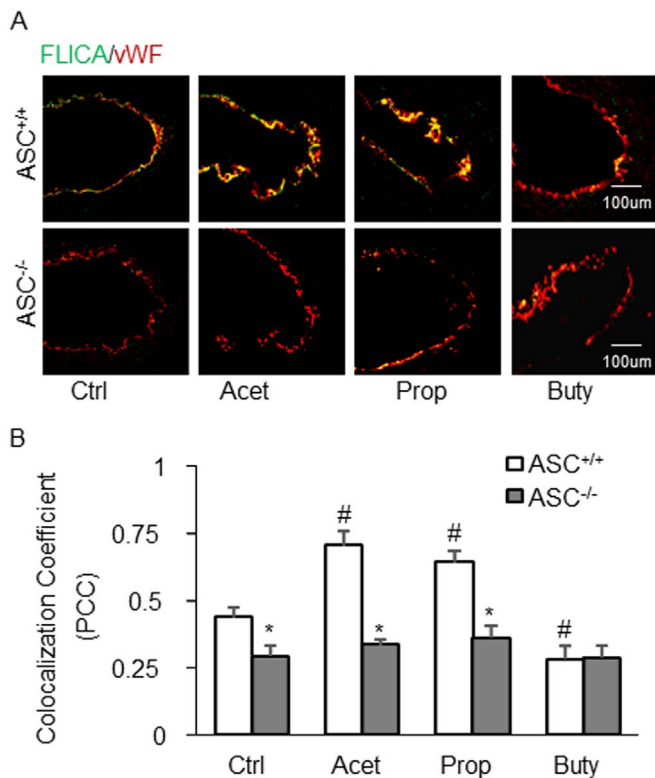 A
FLICA/vWF
ASC+/+
100um
ASC-/-
100um
Ctrl Acet Prop Buty
B
ASC+/+
ASC-/-
Colocalization Coefficient
(PCC)
1
0.75
0.5
0.25
0
# # #
* * *
Ctrl Acet Prop Buty